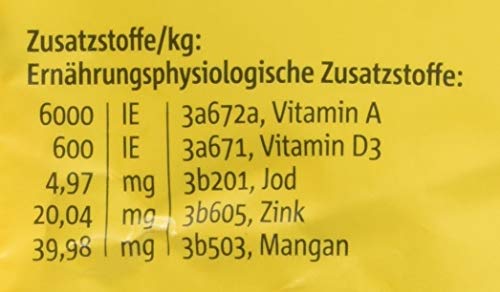 Zusatzstoffe/kg:
Ernährungsphysiologische Zusatzstoffe:
6000 IE 3a672a, Vitamin A
600 IE 3a671, Vitamin D3
4,97 mg 3b201, Jod
20,04 mg 3b605, Zink
39,98 mg 3b503, Mangan